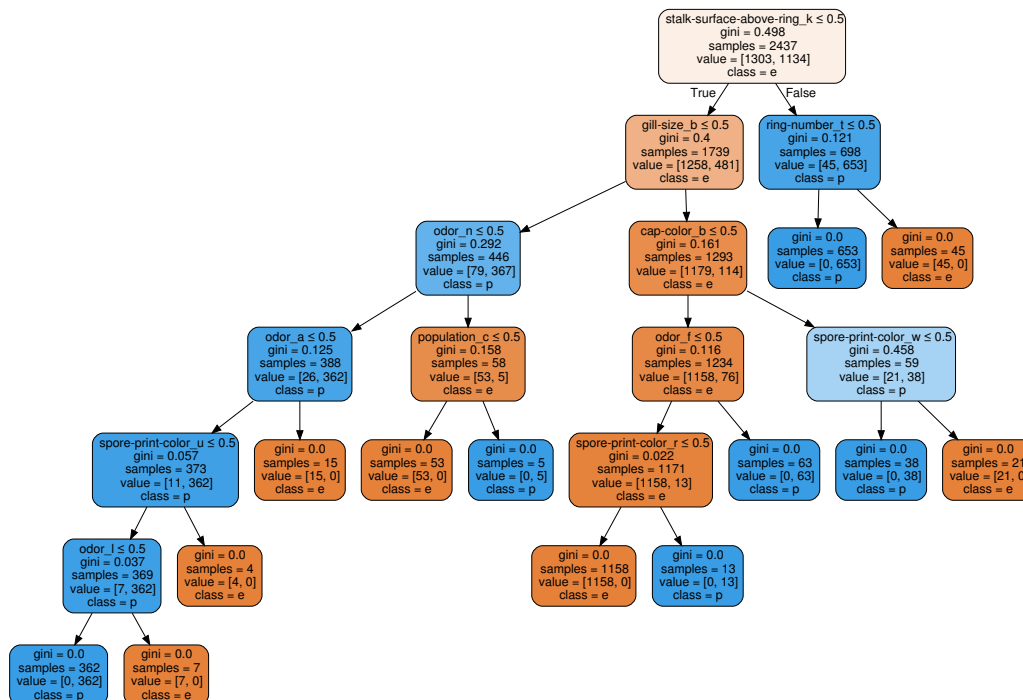 stalk-surface-above-ring_k ≤ 0.5
gini = 0.498
samples = 2437
value = [1303, 1134]
class = e
True
False
gill-size_b ≤ 0.5
gini = 0.4
samples = 1739
value = [1258, 481]
class = e
ring-number_t ≤ 0.5
gini = 0.121
samples = 698
value = [45, 653]
class = p
odor_n ≤ 0.5
gini = 0.292
samples = 446
value = [79, 367]
class = p
cap-color_b ≤ 0.5
gini = 0.161
samples = 1293
value = [1179, 114]
class = e
gini = 0.0
samples = 653
value = [0, 653]
class = p
gini = 0.0
samples = 45
value = [45, 0]
class = e
odor_a ≤ 0.5
gini = 0.125
samples = 388
value = [26, 362]
class = p
population_c ≤ 0.5
gini = 0.158
samples = 58
value = [53, 5]
class = e
odor_f ≤ 0.5
gini = 0.116
samples = 1234
value = [1158, 76]
class = e
spore-print-color_w ≤ 0.5
gini = 0.458
samples = 59
value = [21, 38]
class = p
spore-print-color_u ≤ 0.5
gini = 0.057
samples = 373
value = [11, 362]
class = p
gini = 0.0
samples = 15
value = [15, 0]
class = e
gini = 0.0
samples = 53
value = [53, 0]
class = e
gini = 0.0
samples = 5
value = [0, 5]
class = p
spore-print-color_r ≤ 0.5
gini = 0.022
samples = 1171
value = [1158, 13]
class = e
gini = 0.0
samples = 63
value = [0, 63]
class = p
gini = 0.0
samples = 38
value = [0, 38]
class = p
gini = 0.0
samples = 21
value = [21, 0]
class = e
odor_l ≤ 0.5
gini = 0.037
samples = 369
value = [7, 362]
class = p
gini = 0.0
samples = 4
value = [4, 0]
class = e
gini = 0.0
samples = 1158
value = [1158, 0]
class = e
gini = 0.0
samples = 13
value = [0, 13]
class = p
gini = 0.0
samples = 362
value = [0, 362]
class = p
gini = 0.0
samples = 7
value = [7, 0]
class = e